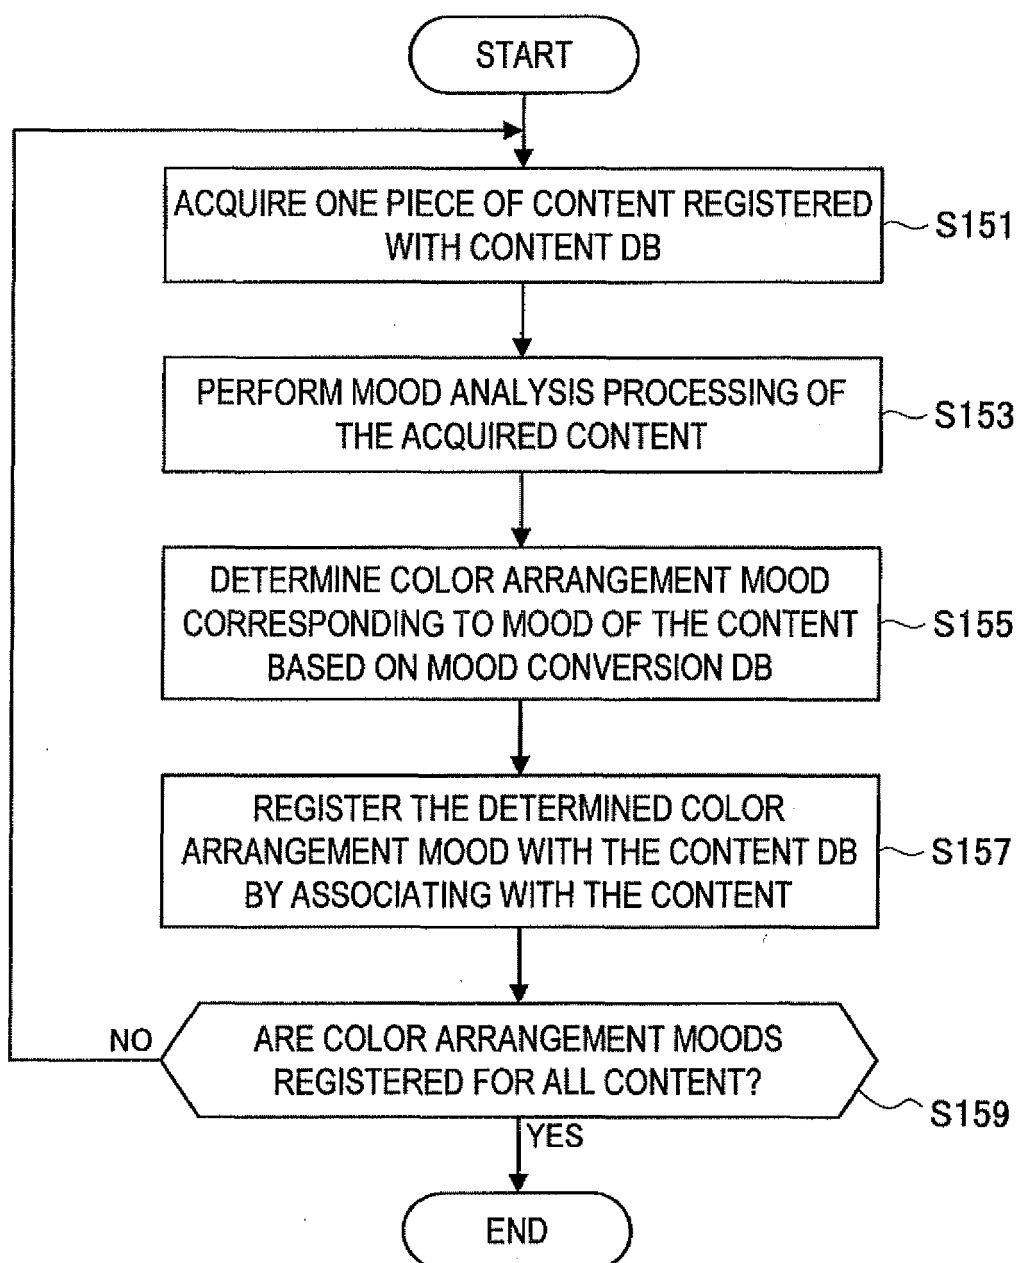 START
ACQUIRE ONE PIECE OF CONTENT REGISTERED
WITH CONTENT DB
S151
PERFORM MOOD ANALYSIS PROCESSING OF
THE ACQUIRED CONTENT
S153
DETERMINE COLOR ARRANGEMENT MOOD
CORRESPONDING TO MOOD OF THE CONTENT
BASED ON MOOD CONVERSION DB
S155
REGISTER THE DETERMINED COLOR
ARRANGEMENT MOOD WITH THE CONTENT DB
BY ASSOCIATING WITH THE CONTENT
S157
NO
ARE COLOR ARRANGEMENT MOODS
REGISTERED FOR ALL CONTENT?
S159
YES
END